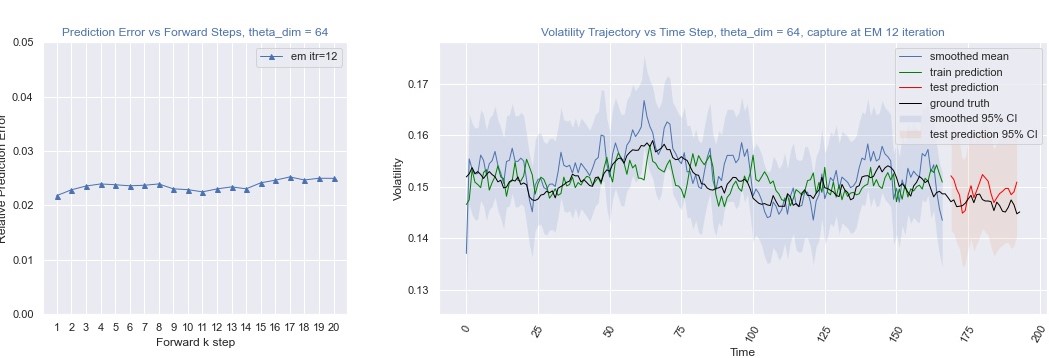 Prediction Error vs Forward Steps, theta_dim = 64
0.05
0.04
0.03
0.02
0.01
0.00
em itr=12
Relative Prediction Error
1 2 3 4 5 6 7 8 9 10 11 12 13 14 15 16 17 18 19 20
Forward k step
Volatility Trajectory vs Time Step, theta_dim = 64, capture at EM 12 iteration
0.17
0.16
0.15
0.14
0.13
Volatility
smoothed mean
train prediction
test prediction
ground truth
smoothed 95% CI
test prediction 95% CI
0 25 50 75 100 125 150 175 200
Time